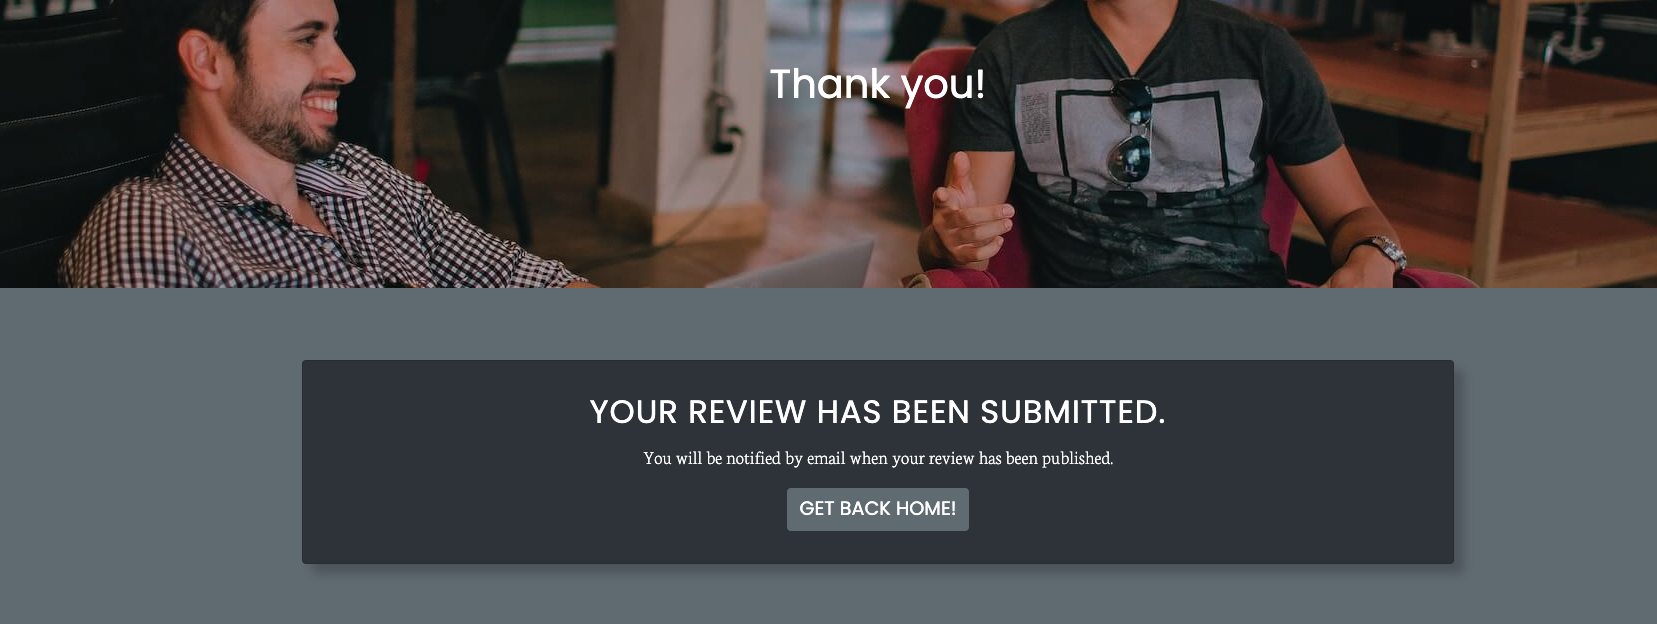 Thank you!
YOUR REVIEW HAS BEEN SUBMITTED.
You will be notified by email when your review has been published.
GET BACK HOME!